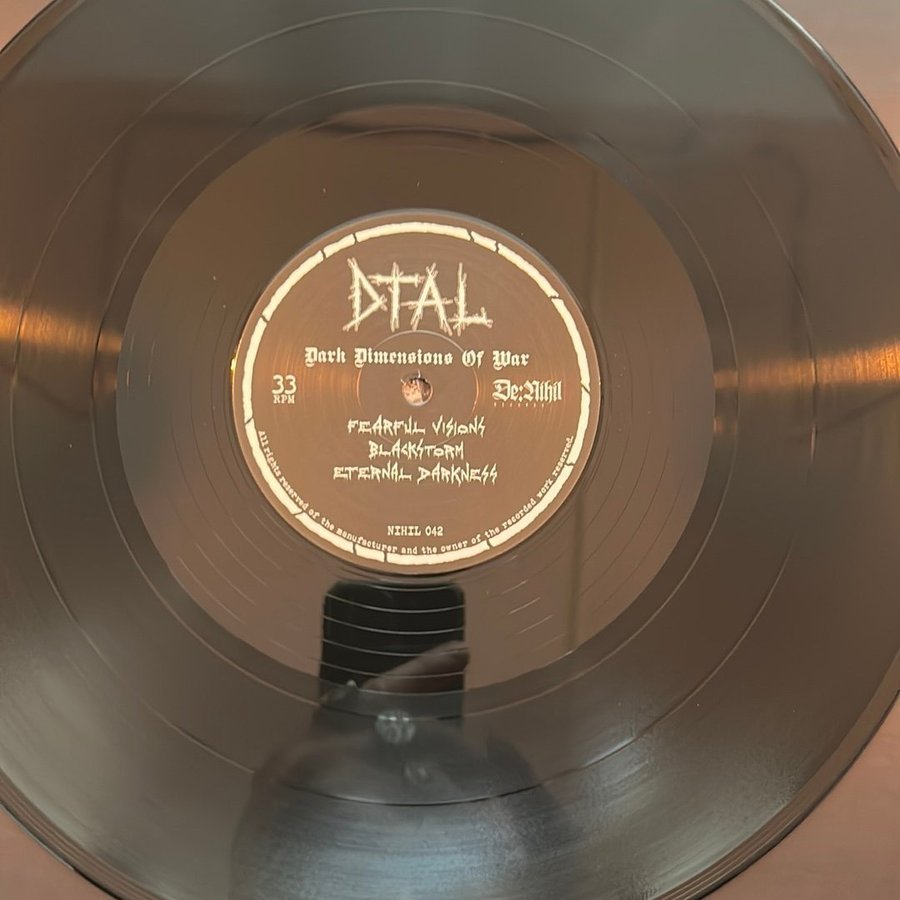 DTAL
Dark Dimensions Of War
33
RPM
De:Nihil
FEARFUL VISIONS
BLACKSTORM
ETERNAL DARKNESS
NIHIL 042
All rights reserved of the manufacturer and the owner of the recorded work reserved.